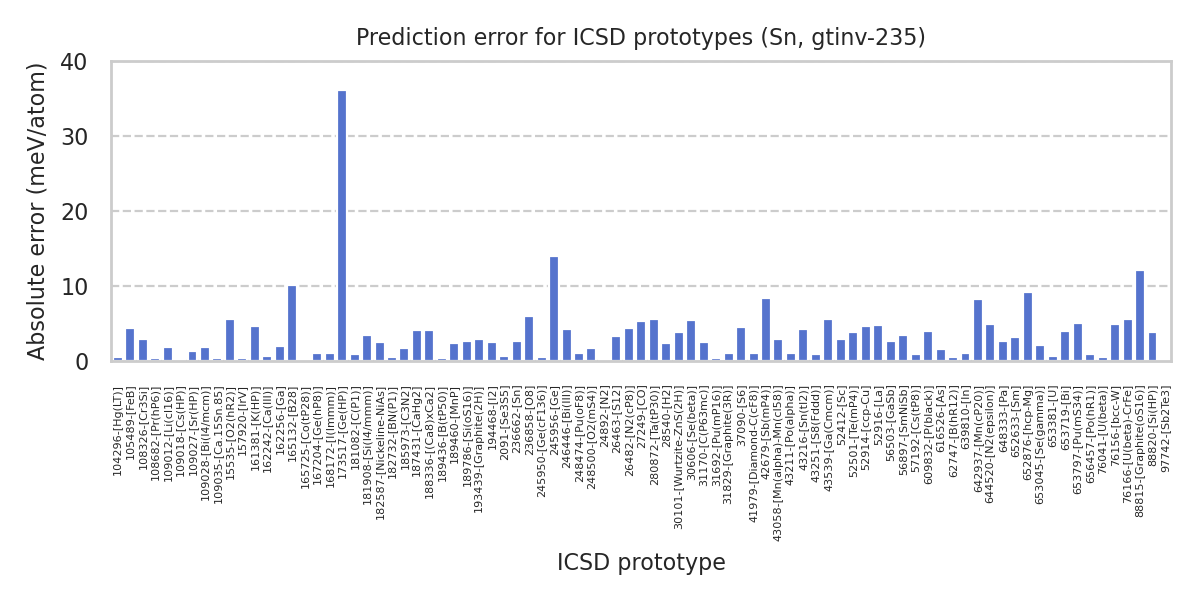 Prediction error for ICSD prototypes (Sn, gtinv-235)
Absolute error (meV/atom)
40
30
20
10
0
104296-[Hg(LT)]
105489-[FeB]
108326-[Cr3Si]
108682-[Pr(hP6)]
109012-[Li(cI16)]
109018-[Cs(HP)]
109027-[Sr(HP)]
109028-[Bi(I4/mcm)]
109035-[Ca.15Sn.85]
15535-[O2(hR2)]
157920-[IrV]
161381-[K(HP)]
162242-[Ca(III)]
162256-[Ga]
165132-[B28]
165725-[Co(tP28)]
167204-[Ge(hP8)]
168172-[I(Immm)]
173517-[Ge(HP)]
181082-[C(P1)]
181908-[Si(I4/mmm)]
182587-[Nickeline-NiAs]
182732-[BN(P1)]
185973-[C3N2]
187431-[CaHg2]
188336-[(Ca8)xCa2]
189436-[B(tP50)]
189460-[MnP]
189786-[Si(oS16)]
193439-[Graphite(2H)]
194468-[I2]
2091-[Se3S5]
236662-[Sn]
236858-[O8]
245950-[Ge(cF136)]
245956-[Ge]
246446-[Bi(III)]
248474-[Pu(oF8)]
248500-[O2(mS4)]
24892-[N2]
26463-[S12]
26482-[N2(cP8)]
27249-[CO]
280872-[Ta(tP30)]
28540-[H2]
30101-[Wurtzite-ZnS(2H)]
30606-[Se(beta)]
31170-[C(P63mc)]
31692-[Pu(mP16)]
31829-[Graphite(3R)]
37090-[S6]
41979-[Diamond-C(cF8)]
42679-[Sb(mP4)]
43058-[Mn(alpha)-Mn(cI58)]
43211-[Po(alpha)]
43216-[Sn(tI2)]
43251-[S8(Fddd)]
43539-[Ga(Cmcm)]
52412-[Sc]
52501-[Te(mP4)]
52914-[ccp-Cu]
52916-[La]
56503-[GaSb]
56897-[SmNiSb]
57192-[Cs(tP8)]
609832-[P(black)]
616526-[As]
62747-[B(hR12)]
639810-[In]
642937-[Mn(cP20)]
644520-[N2(epsilon)]
648333-[Pa]
652633-[Sm]
652876-[hcp-Mg]
653045-[Se(gamma)]
653381-[U]
653719-[Bi]
653797-[Pu(mS34)]
656457-[Po(hR1)]
76041-[U(beta)]
76156-[bcc-W]
76166-[U(beta)-CrFe]
88815-[Graphite(oS16)]
88820-[Si(HP)]
97742-[Sb2Te3]
ICSD prototype